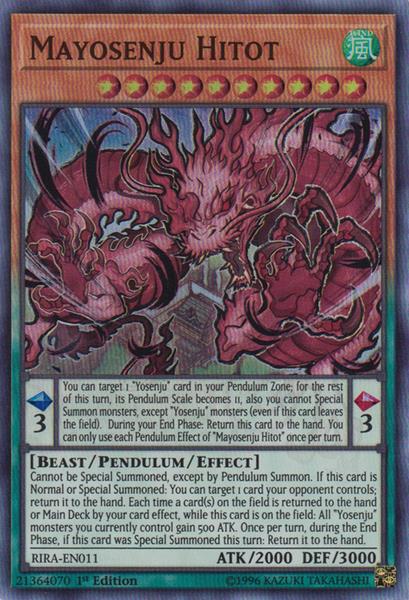 MAYOSENJU HITOT
WIND
風
You can target 1 "Yosenju" card in your Pendulum Zone; for the rest
of this turn, its Pendulum Scale becomes 11, also you cannot Special
Summon monsters, except "Yosenju" monsters (even if this card leaves
the field). During your End Phase: Return this card to the hand. You
can only use each Pendulum Effect of "Mayosenju Hitot" once per turn.
3
3
[BEAST/PENDULUM/EFFECT]
Cannot be Special Summoned, except by Pendulum Summon. If this card is
Normal or Special Summoned: You can target 1 card your opponent controls;
return it to the hand. Each time a card(s) on the field is returned to the hand
or Main Deck by your card effect, while this card is on the field: All "Yosenju"
monsters you currently control gain 500 ATK. Once per turn, during the End
Phase, if this card was Special Summoned this turn: Return it to the hand.
RIRA-EN011
ATK/2000 DEF/3000
21364070 1st Edition
©1996 KAZUKI TAKAHASHI